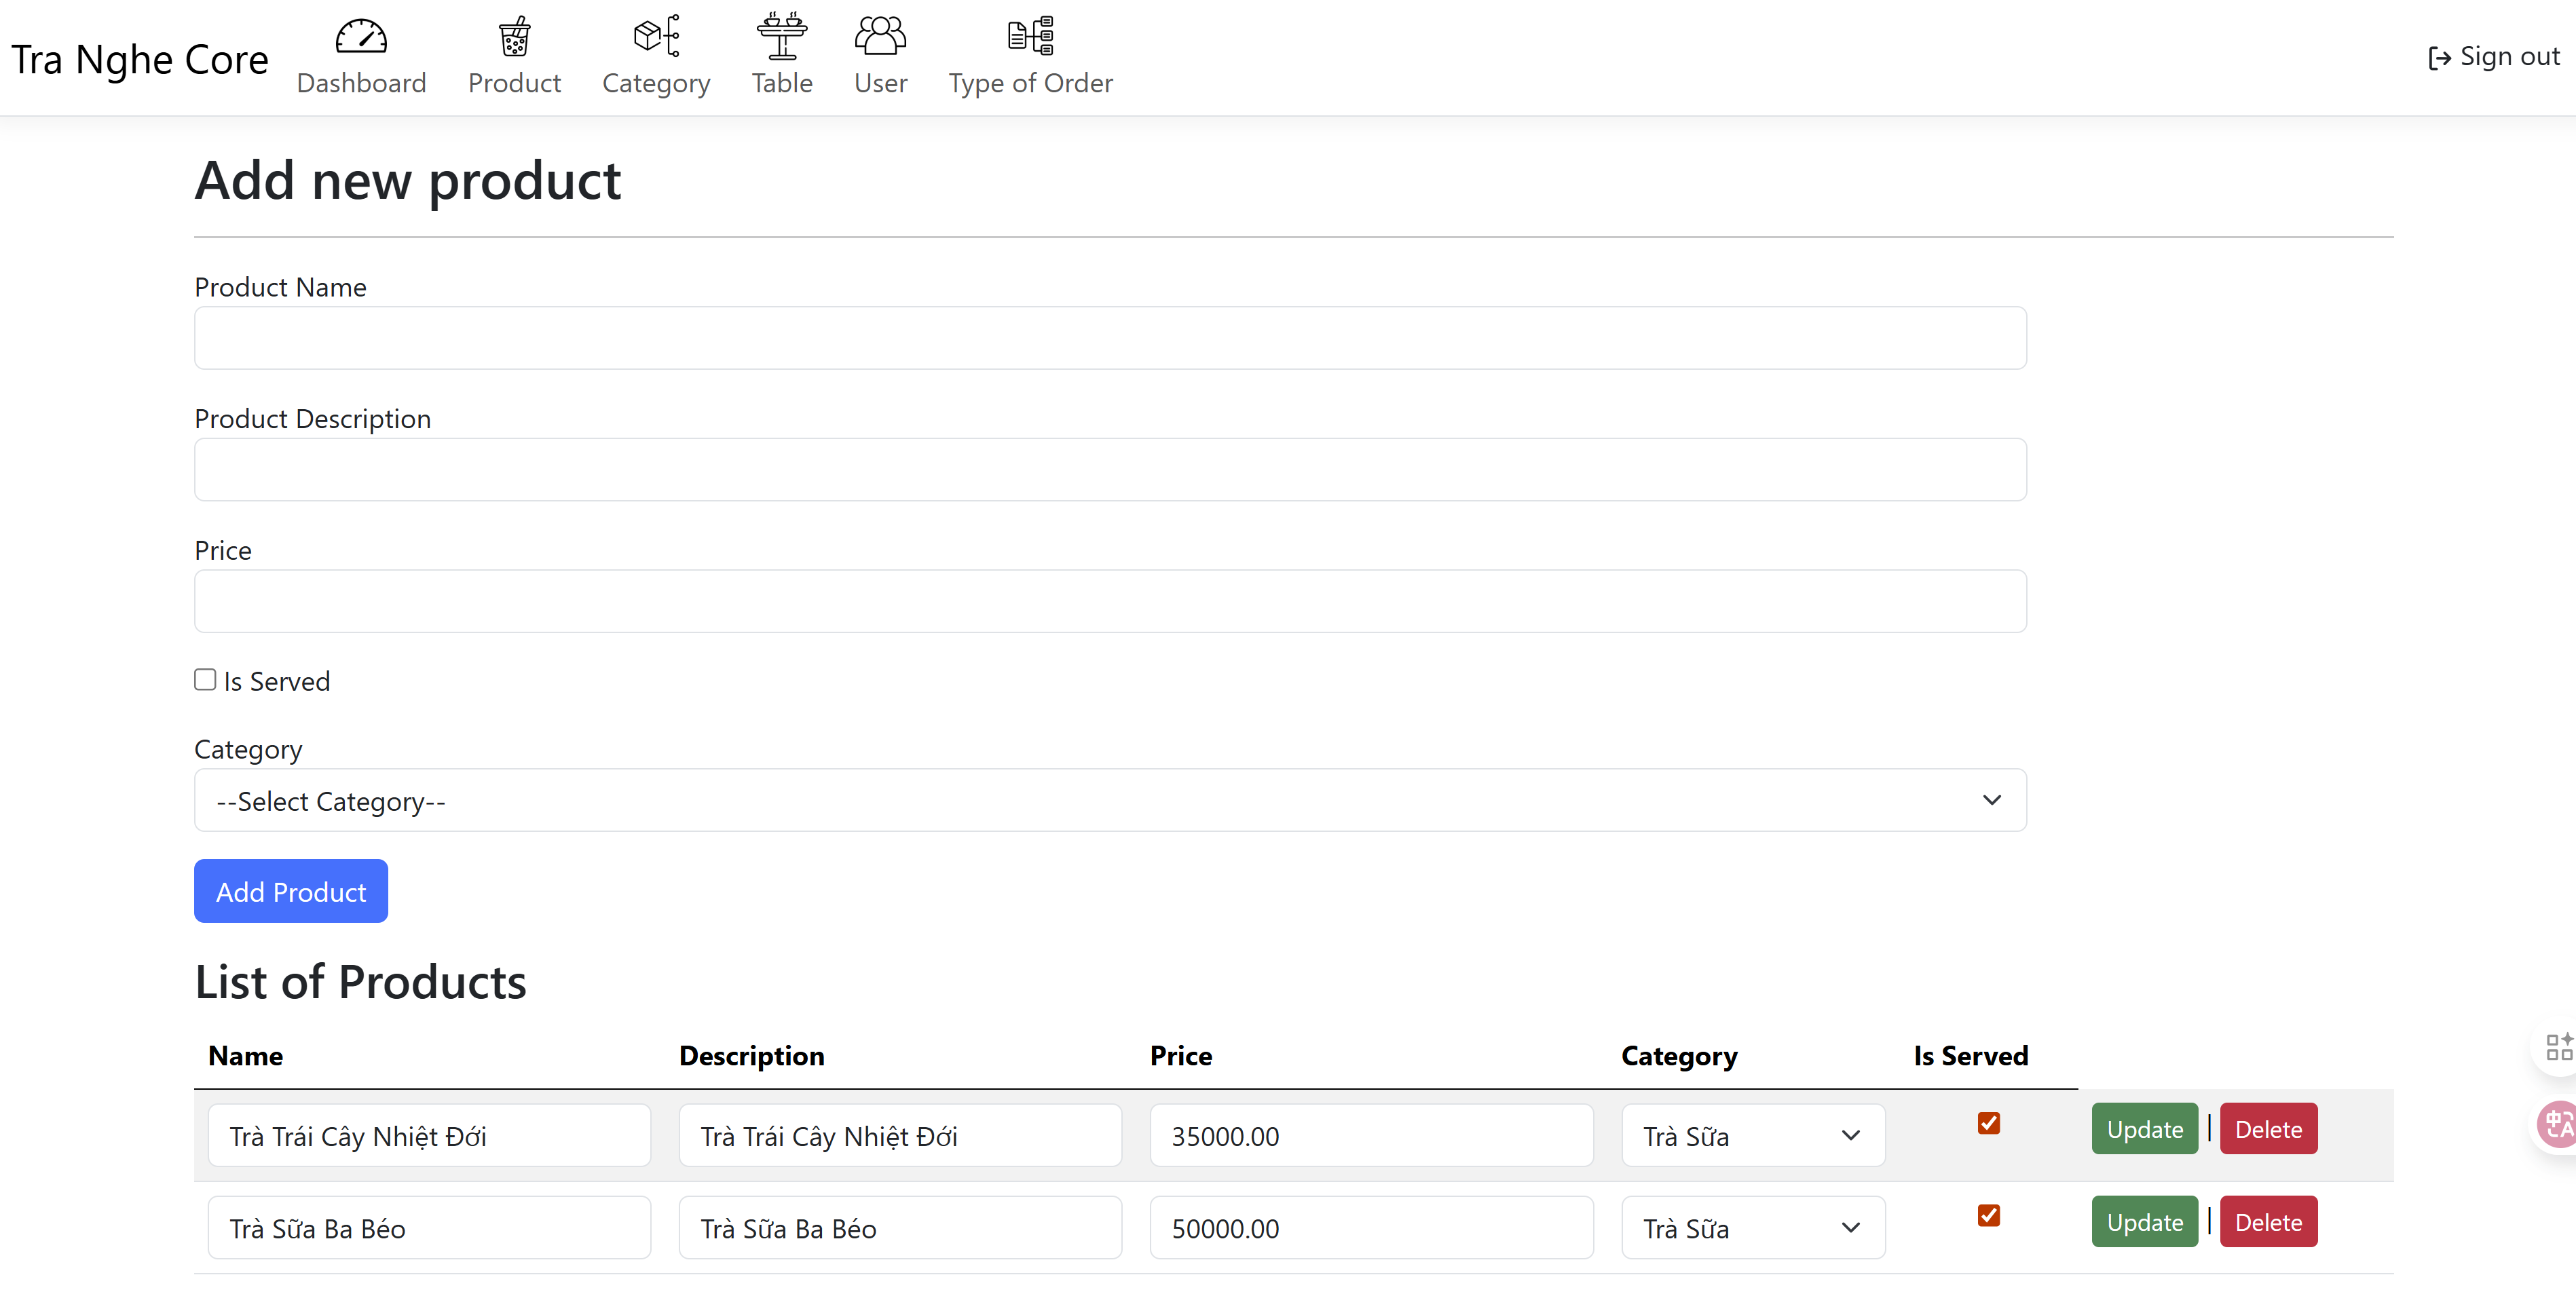 Tra Nghe Core
Dashboard
Product
Category
Table
User
Type of Order
Sign out
Add new product
Product Name
Product Description
Price
Is Served
Category
--Select Category--
Add Product
List of Products
Name Description Price Category Is Served
Trà Trái Cây Nhiệt Đới Trà Trái Cây Nhiệt Đới 35000.00 Trà Sữa Update | Delete
Trà Sữa Ba Béo Trà Sữa Ba Béo 50000.00 Trà Sữa Update | Delete
中A